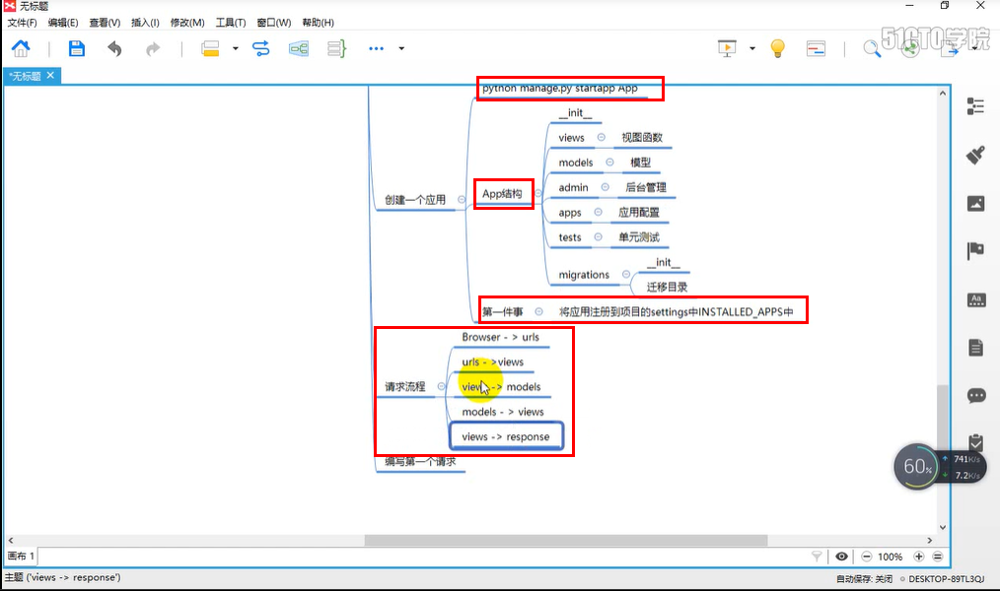 无标题
文件(F) 编辑(E) 查看(V) 插入(I) 修改(M) 工具(T) 窗口(W) 帮助(H)
51CTO学院
*无标题
python manage.py startapp App
__init__
views 视图函数
models 模型
admin 后台管理
创建一个应用 App结构
apps 应用配置
tests 单元测试
__init__
migrations
迁移目录
第一件事 将应用注册到项目的settings中INSTALLED_APPS中
Browser - > urls
urls - >views
请求流程 views -> models
models - > views
views -> response
编写第一个请求
60% 741K/s
7.2K/s
画布 1 100%
主题 ('views -> response') 自动保存: 关闭 DESKTOP-89TL3QJ